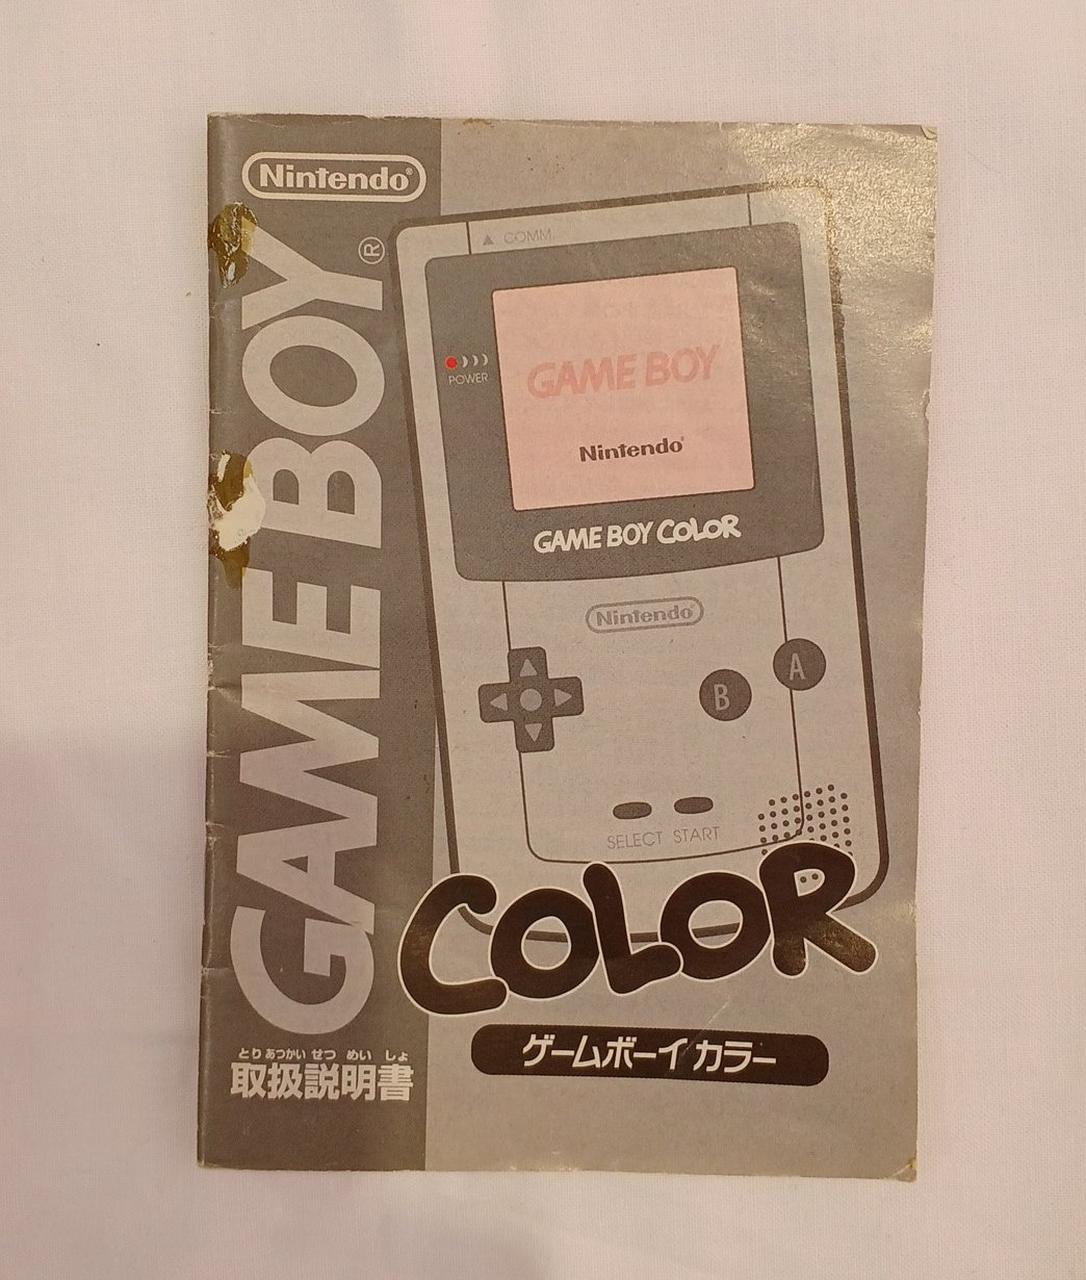 Nintendo®
GAME BOY®
▲ COMM.
POWER
GAME BOY
Nintendo®
GAME BOY COLOR
Nintendo®
A
B
SELECT START
COLOR
ゲームボーイ カラー
とり あつかい せつ めい しょ
取扱説明書